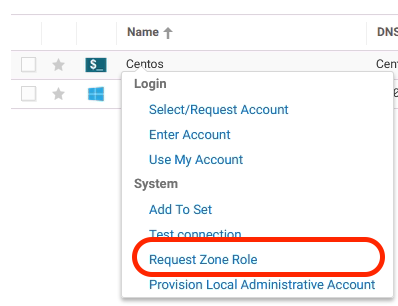 Name ↑
DNS
$_
Centos
Cent
Login
Select/Request Account
Enter Account
Use My Account
System
Add To Set
Test connection
Request Zone Role
Provision Local Administrative Account